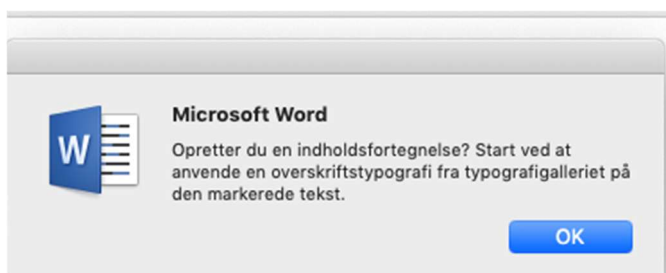 Microsoft Word
Opretter du en indholdsfortegnelse? Start ved at
anvende en overskriftstypografi fra typografigalleriet på
den markerede tekst.
W
OK